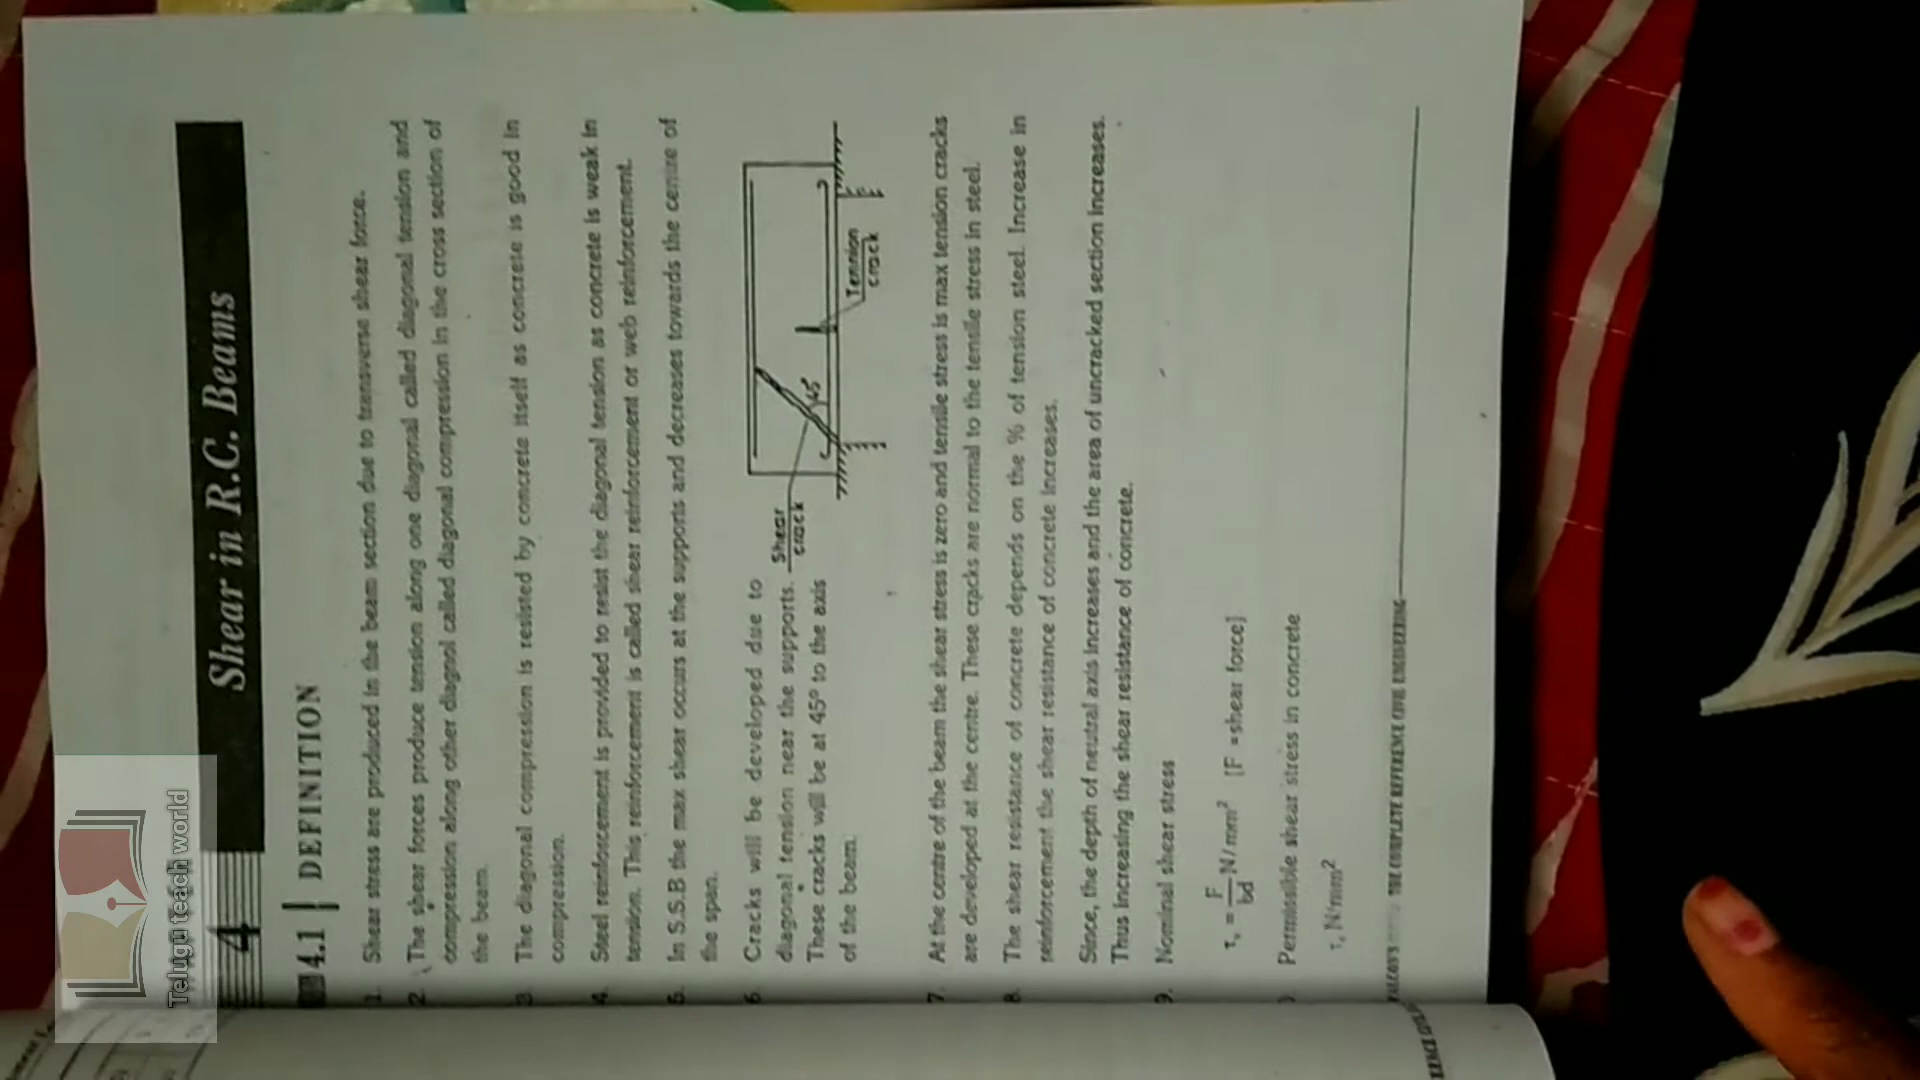 4
Shear in R.C. Beams
4.1 DEFINITION
1. Shear stress are produced in the beam section due to transverse shear force.
2. The shear forces produce tension along one diagonal called diagonal tension and
compression along other diagnol called diagonal compression in the cross section of
the beam.
3 The diagonal compression is resisted by concrete itself as concrete is good in
compression.
4. Steel reinforcement is provided to resist the diagonal tension as concrete is weak in
tension. This reinforcement is called shear reinforcement or web reinforcement.
5. In S.S.B the max shear occurs at the supports and decreases towards the centre of
the span.
6 Cracks will be developed due to
diagonal tension near the supports.
These cracks will be at 45° to the axis
of the beam.
Shear
crack
45°
Tennion
crack
7. At the centre of the beam the shear stress is zero and tensile stress is max tension cracks
are developed at the centre. These cracks are normal to the tensile stress in steel.
8. The shear resistance of concrete depends on the % of tension steel. Increase in
reinforcement the shear resistance of concrete increases.
Since, the depth of neutral axis increases and the area of uncracked section increases.
Thus increasing the shear resistance of concrete.
9. Nominal shear stress
τv = F/bd N/mm² [F =shear force]
Permissible shear stress in concrete
N/mm²
THE COMPLETE REFERENCE CIVIL ENGINEERING
Telugu teach world